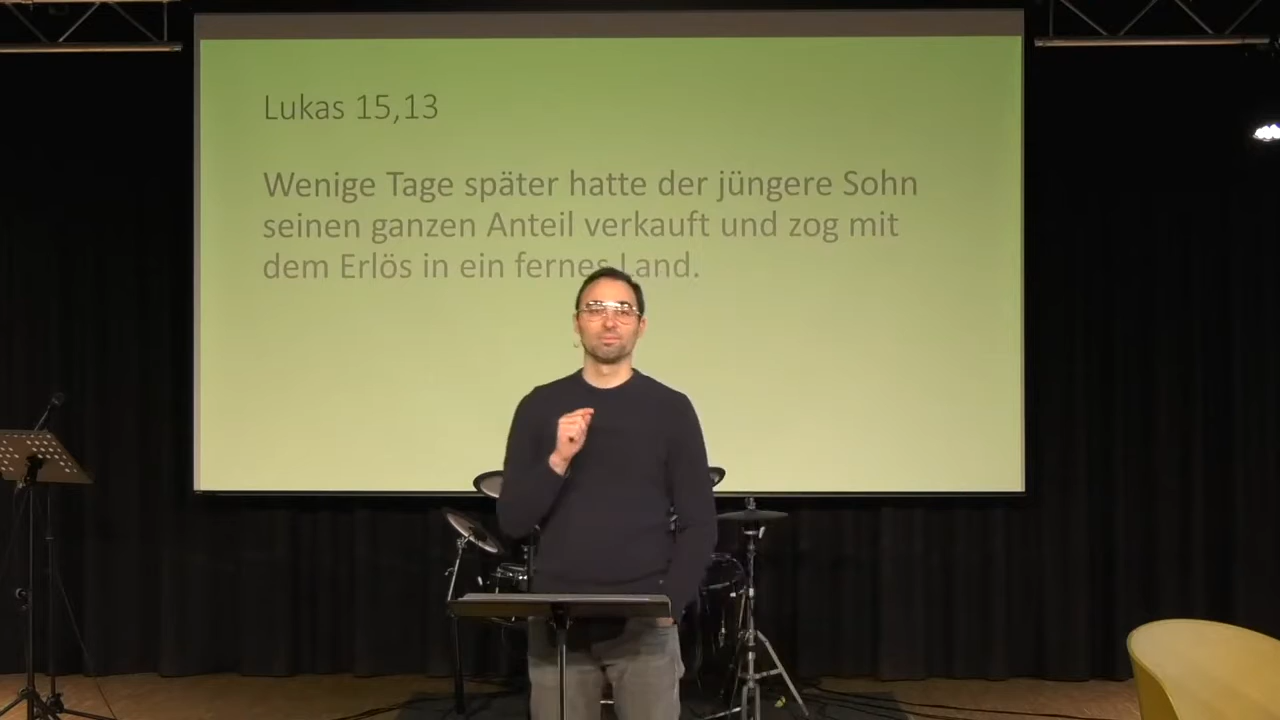 Lukas 15,13
Wenige Tage später hatte der jüngere Sohn
seinen ganzen Anteil verkauft und zog mit
dem Erlös in ein fernes Land.